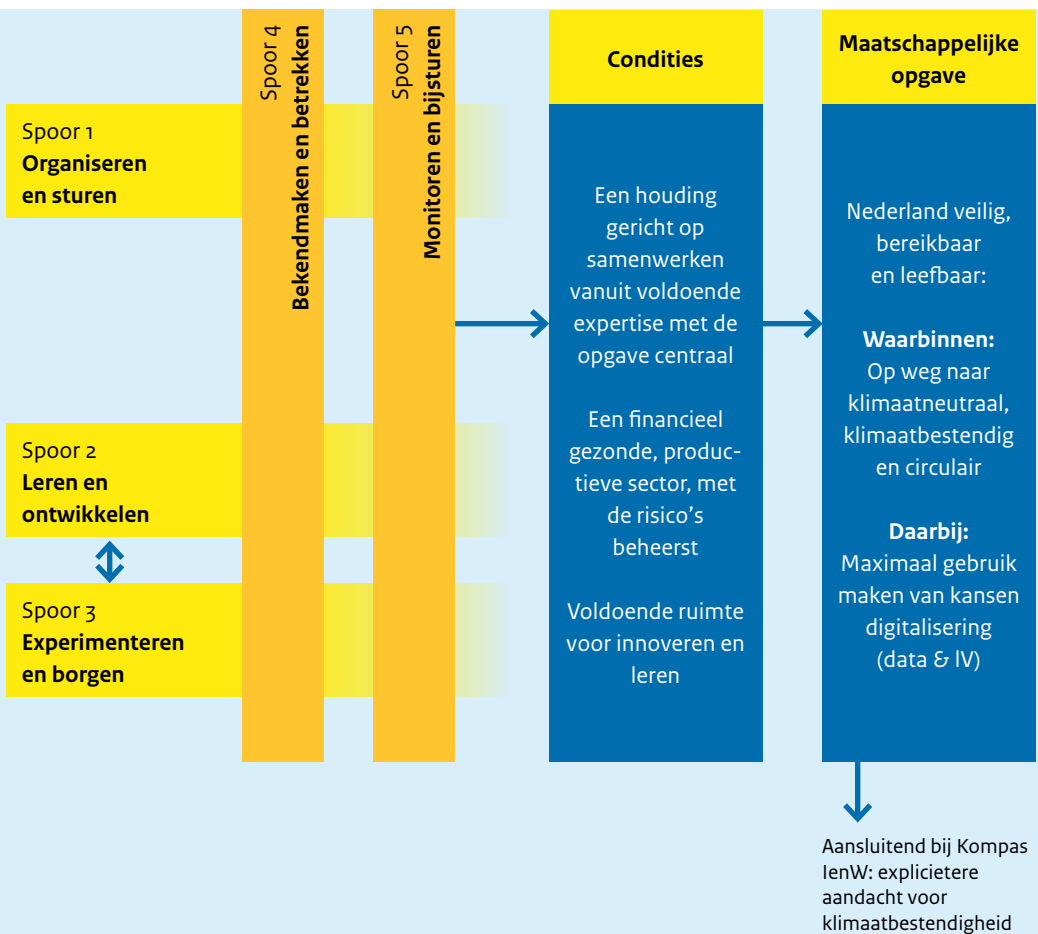 Spoor 1
Organiseren
en sturen
Spoor 2
Leren en
ontwikkelen
Spoor 3
Experimenteren
en borgen
Spoor 4
Bekendmaken en betrekken
Spoor 5
Monitoren en bijsturen
Condities
Een houding
gericht op
samenwerken
vanuit voldoende
expertise met de
opgave centraal
Een financieel
gezonde, produc-
tieve sector, met
de risico's
beheerst
Voldoende ruimte
voor innoveren en
leren
Maatschappelijke
opgave
Nederland veilig,
bereikbaar
en leefbaar:
Waarbinnen:
Op weg naar
klimaatneutraal,
klimaatbestendig
en circulair
Daarbij:
Maximaal gebruik
maken van kansen
digitalisering
(data & IV)
Aansluitend bij Kompas
IenW: explicietere
aandacht voor
klimaatbestendigheid